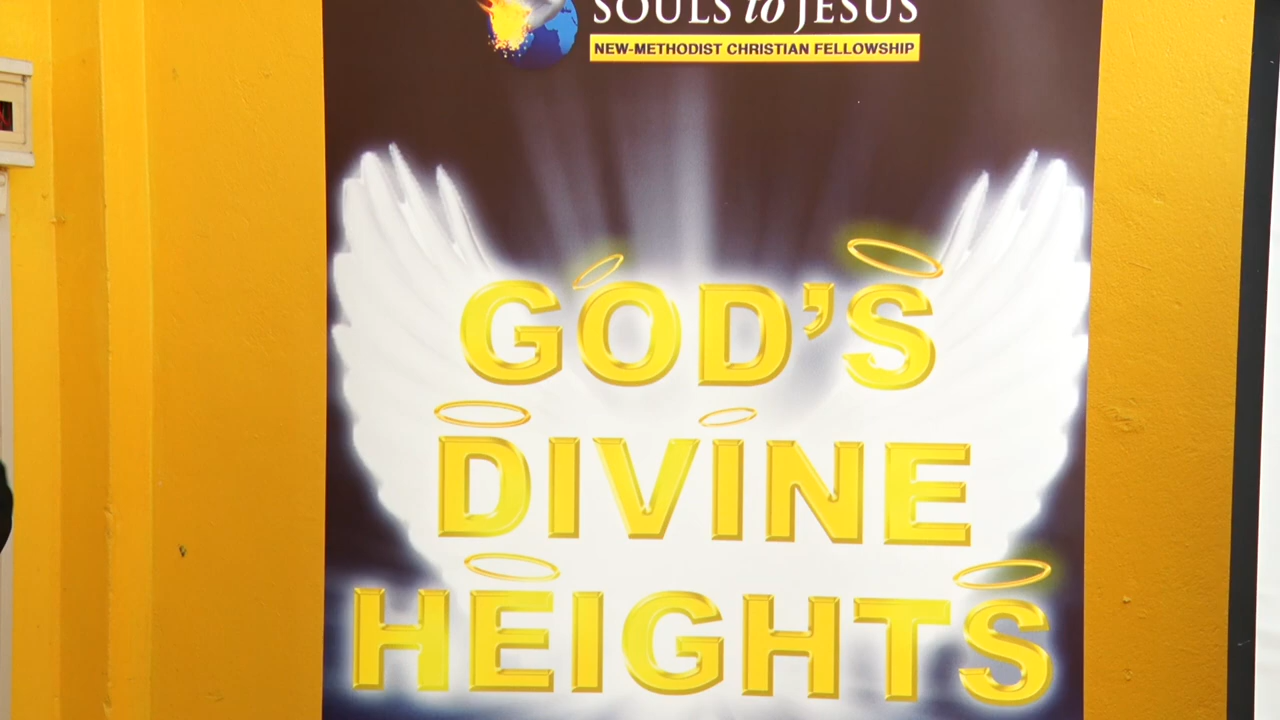 SOULS to JESUS
NEW-METHODIST CHRISTIAN FELLOWSHIP
GOD'S
DIVINE
HEIGHTS